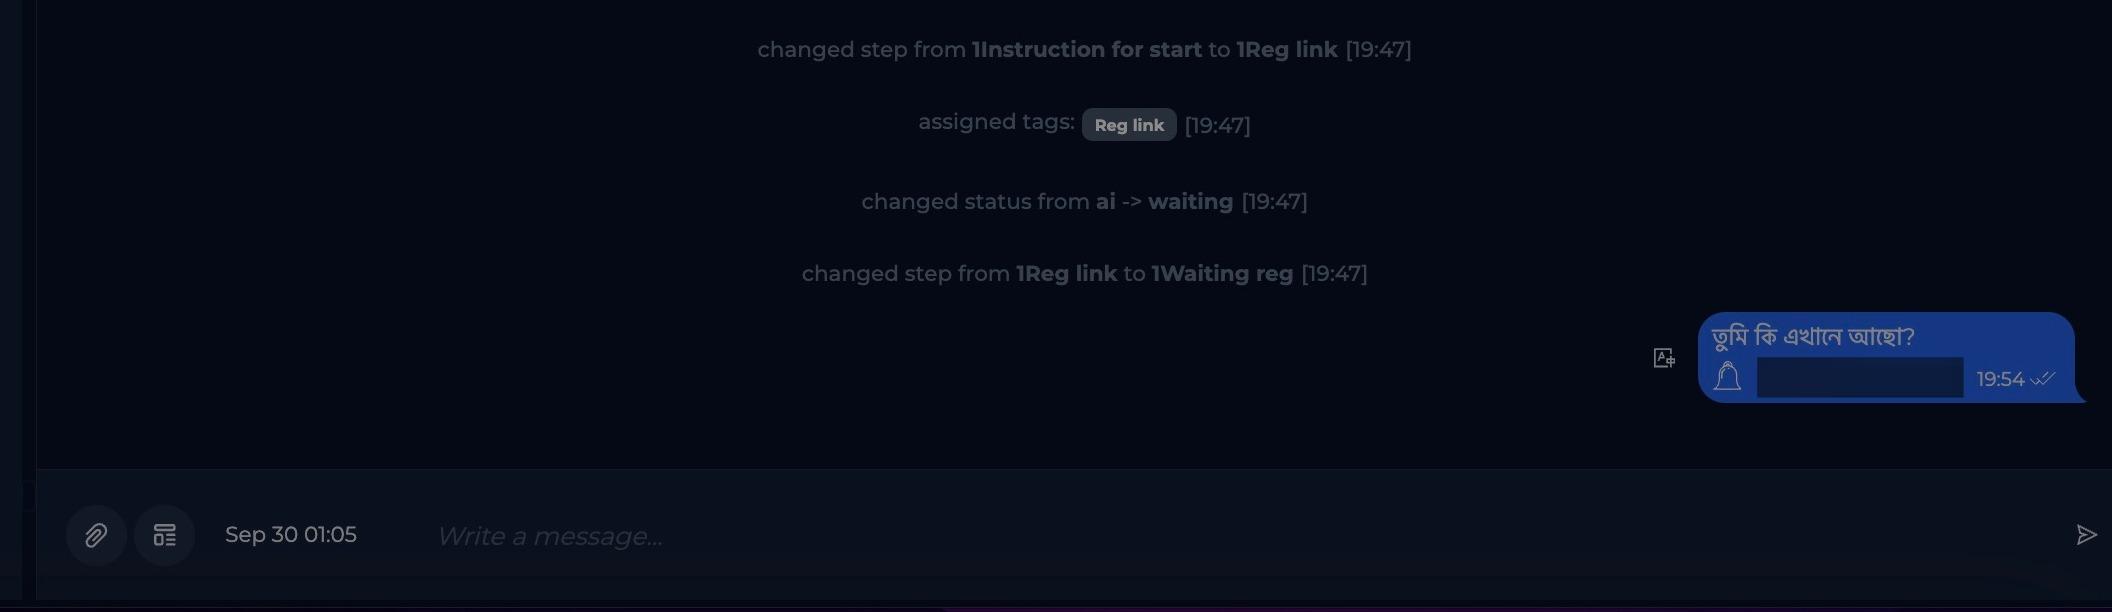 changed step from 1Instruction for start to 1Reg link [19:47]
assigned tags: Reg link [19:47]
changed status from ai -> waiting [19:47]
changed step from 1Reg link to 1Waiting reg [19:47]
তুমি কি এখানে আছো?
19:54
Sep 30 01:05 Write a message...